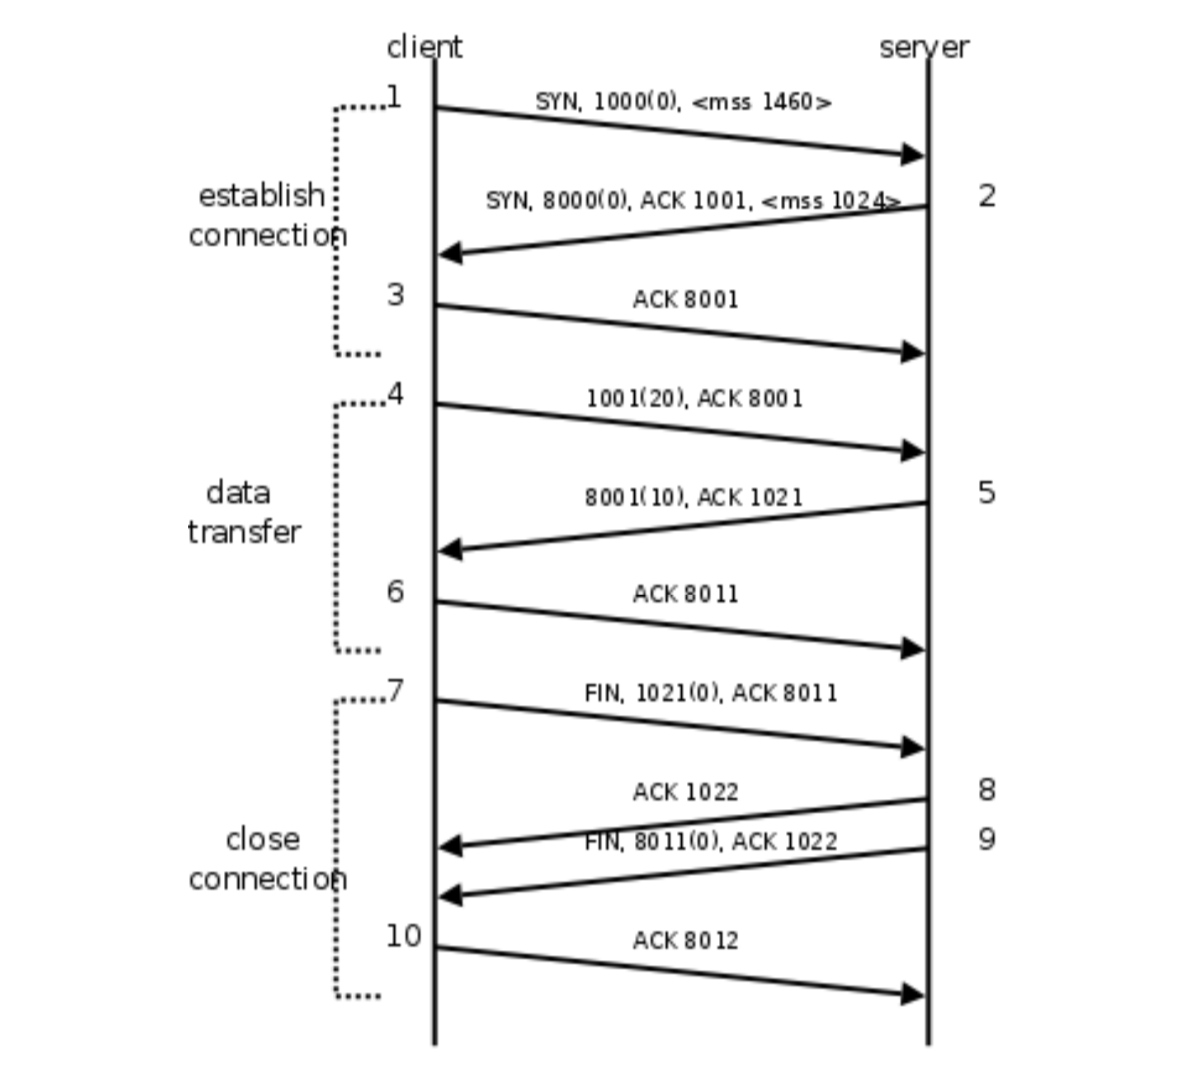 client
server
1
SYN, 1000(0), <mss 1460>
establish
connection
SYN, 8000(0), ACK 1001, <mss 1024>
2
3
ACK 8001
4
1001(20), ACK 8001
data
transfer
8001(10), ACK 1021
5
6
ACK 8011
7
FIN, 1021(0), ACK 8011
ACK 1022
8
close
connection
FIN, 8011(0), ACK 1022
9
10
ACK 8012